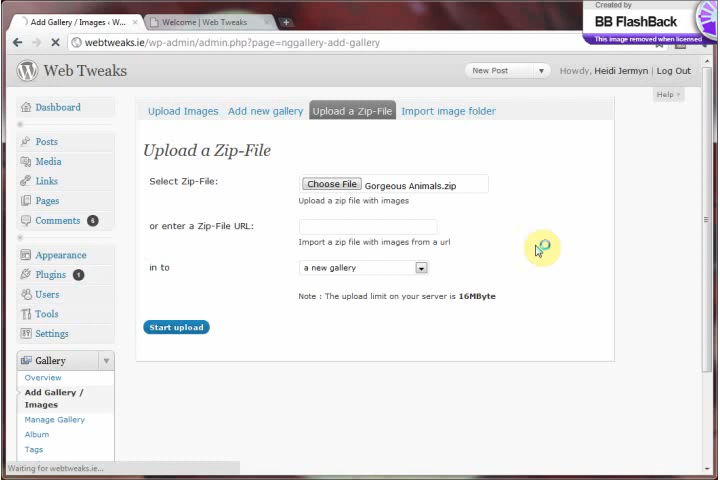 Created by
BB FlashBack
This image removed when licensed
Add Gallery / Images ‹ W...
Welcome | Web Tweaks
webtweaks.ie/wp-admin/admin.php?page=nggallery-add-gallery
Web Tweaks
New Post
Howdy, Heidi Jermyn | Log Out
Help
Dashboard
Posts
Media
Links
Pages
Comments 6
Appearance
Plugins 1
Users
Tools
Settings
Gallery
Overview
Add Gallery /
Images
Manage Gallery
Album
Tags
Upload Images Add new gallery Upload a Zip-File Import image folder
Upload a Zip-File
Select Zip-File:
Choose File Gorgeous Animals.zip
Upload a zip file with images
or enter a Zip-File URL:
Import a zip file with images from a url
in to
a new gallery
Note : The upload limit on your server is 16MByte
Start upload
Waiting for webtweaks.ie...